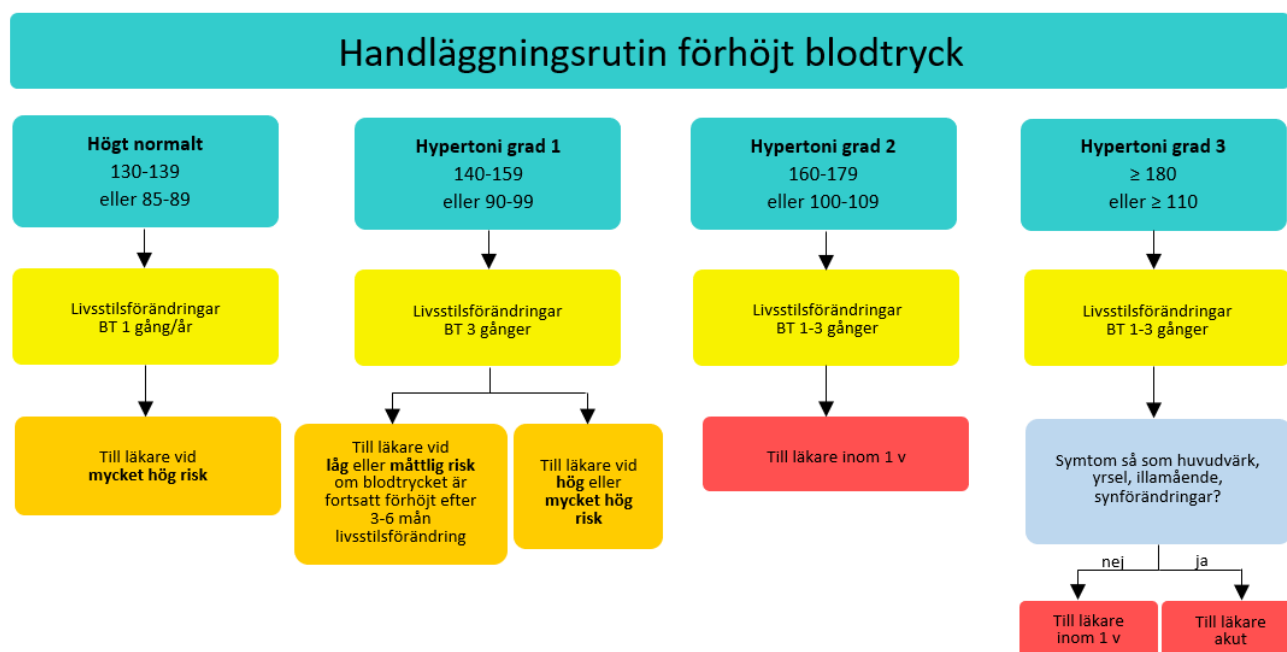 Handläggningsrutin förhöjt blodtryck
Högt normalt
130-139
eller 85-89
Livsstilsförändringar
BT 1 gång/år
Till läkare vid
mycket hög risk
Hypertoni grad 1
140-159
eller 90-99
Livsstilsförändringar
BT 3 gånger
Till läkare vid
låg eller måttlig risk
om blodtrycket är
fortsatt förhöjt efter
3-6 mån
livsstilsförändring
Till läkare vid
hög eller
mycket hög
risk
Hypertoni grad 2
160-179
eller 100-109
Livsstilsförändringar
BT 1-3 gånger
Till läkare inom 1 v
Hypertoni grad 3
≥ 180
eller ≥ 110
Livsstilsförändringar
BT 1-3 gånger
Symtom så som huvudvärk,
yrsel, illamående,
synförändringar?
nej
ja
Till läkare
inom 1 v
Till läkare
akut